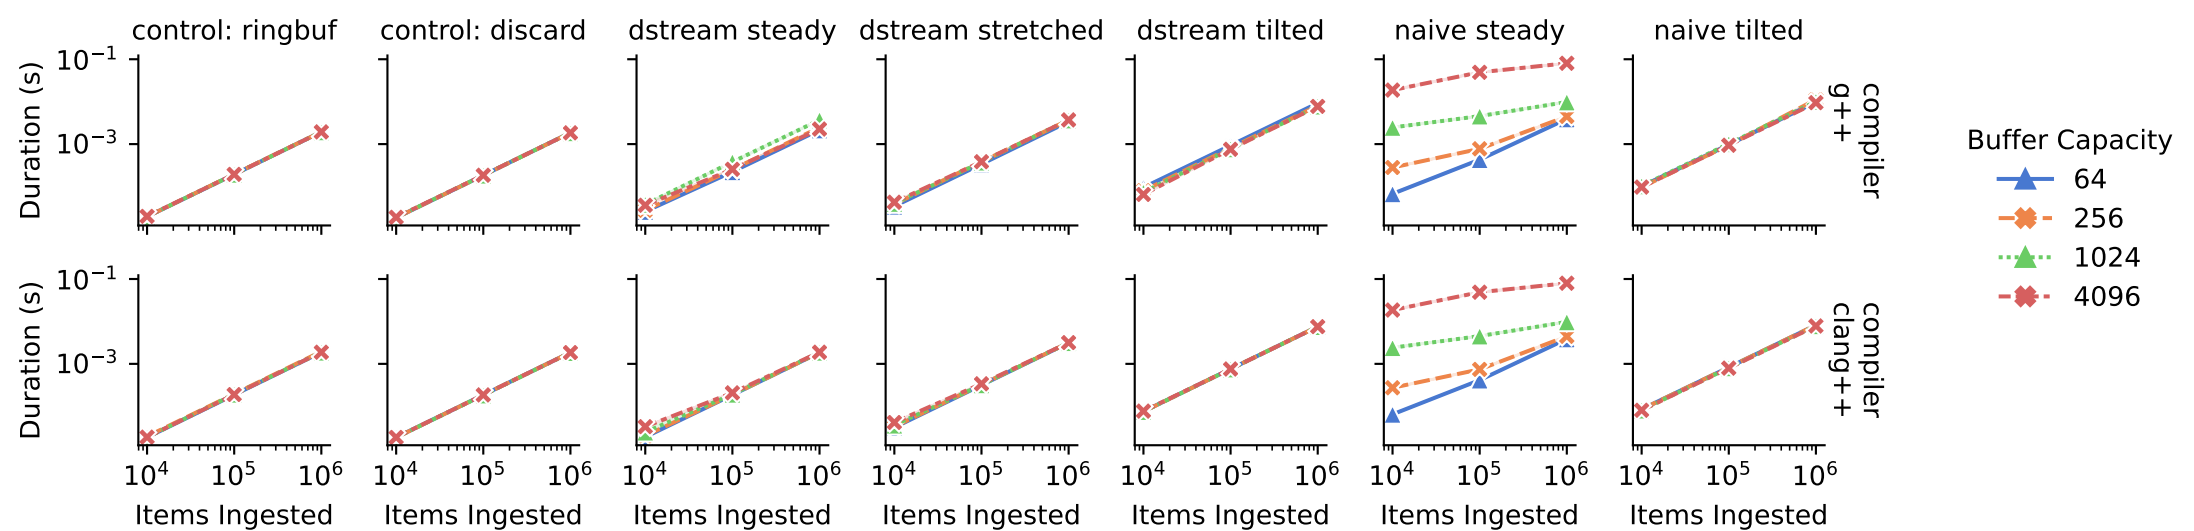 control: ringbuf
control: discard
dstream steady
dstream stretched
dstream tilted
naive steady
naive tilted
Duration (s)
10⁻¹
10⁻³
compiler
g++
Duration (s)
10⁻¹
10⁻³
compiler
clang++
10⁴ 10⁵ 10⁶
10⁴ 10⁵ 10⁶
10⁴ 10⁵ 10⁶
10⁴ 10⁵ 10⁶
10⁴ 10⁵ 10⁶
10⁴ 10⁵ 10⁶
10⁴ 10⁵ 10⁶
Items Ingested
Items Ingested
Items Ingested
Items Ingested
Items Ingested
Items Ingested
Items Ingested
Buffer Capacity
64
256
1024
4096